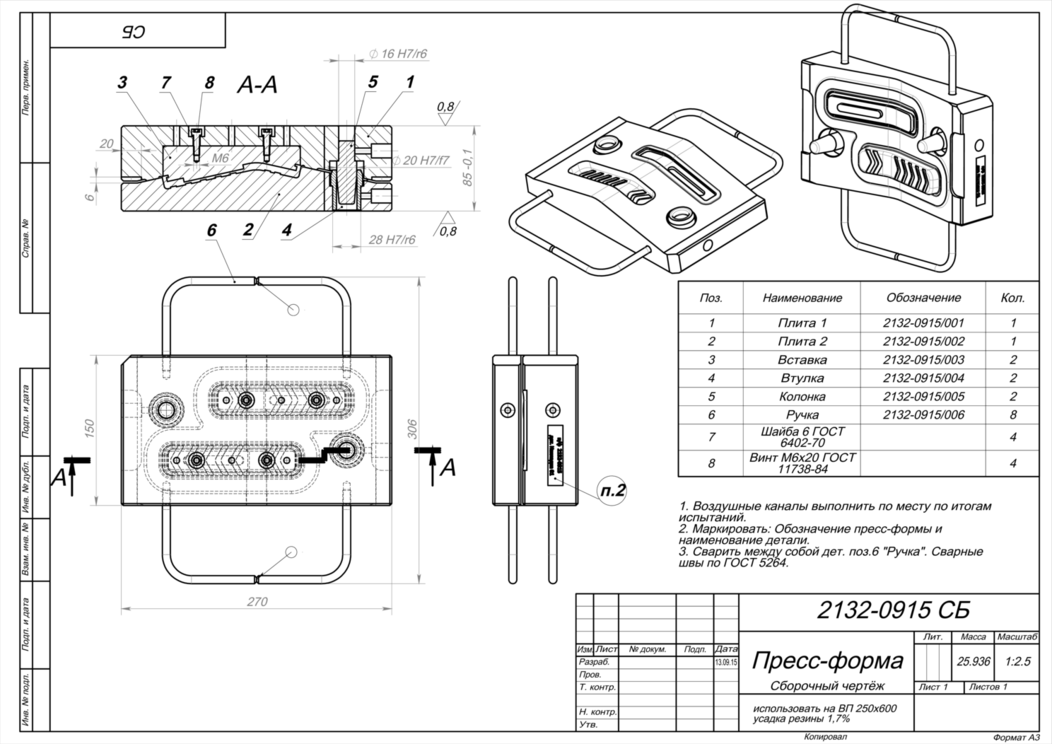 СБ
Перв. примен.
Справ. №
Подп. и дата
Инв. № дубл.
Взам. инв. №
Подп. и дата
Инв. № подл.
⌀ 16 H7/r6
3
7
8
А-А
5
1
0,8
20
М6
⌀ 20 H7/f7
85-0,1
6
0,8
6
2
4
28 H7/r6
150
306
А
А
270
п.2
Поз. Наименование Обозначение Кол.
1 Плита 1 2132-0915/001 1
2 Плита 2 2132-0915/002 1
3 Вставка 2132-0915/003 2
4 Втулка 2132-0915/004 2
5 Колонка 2132-0915/005 2
6 Ручка 2132-0915/006 8
7 Шайба 6 ГОСТ 4
6402-70
8 Винт М6х20 ГОСТ 4
11738-84
1. Воздушные каналы выполнить по месту по итогам
испытаний.
2. Маркировать: Обозначение пресс-формы и
наименование детали.
3. Сварить между собой дет. поз.6 "Ручка". Сварные
швы по ГОСТ 5264.
2132-0915 СБ
Изм. Лист № докум. Подп. Дата
Разраб. 13.09.15
Пров.
Т. контр.
Н. контр.
Утв.
Пресс-форма
Сборочный чертёж
Лит. Масса Масштаб
25.936 1:2.5
Лист 1 Листов 1
использовать на ВП 250х600
усадка резины 1,7%
Копировал Формат А3